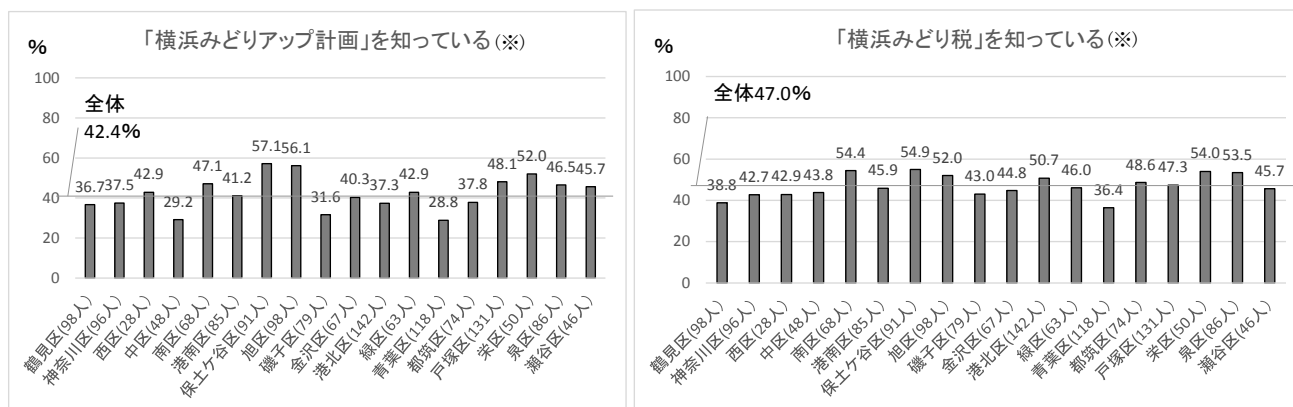 「横浜みどりアップ計画」を知っている(※)
%
100
80
60
40
20
0
全体
42.4%
36.7 37.5 42.9 29.2 47.1 41.2 57.1 56.1 31.6 40.3 37.3 42.9 28.8 37.8 48.1 52.0 46.5 45.7
鶴見区(98人)
神奈川区(96人)
西区(28人)
中区(48人)
南区(68人)
港南区(85人)
保土ケ谷区(91人)
旭区(98人)
磯子区(79人)
金沢区(67人)
港北区(142人)
緑区(63人)
青葉区(118人)
都筑区(74人)
戸塚区(131人)
栄区(50人)
泉区(86人)
瀬谷区(46人)
「横浜みどり税」を知っている(※)
%
100
80
60
40
20
0
全体47.0%
38.8 42.7 42.9 43.8 54.4 45.9 54.9 52.0 43.0 44.8 50.7 46.0 36.4 48.6 47.3 54.0 53.5 45.7
鶴見区(98人)
神奈川区(96人)
西区(28人)
中区(48人)
南区(68人)
港南区(85人)
保土ケ谷区(91人)
旭区(98人)
磯子区(79人)
金沢区(67人)
港北区(142人)
緑区(63人)
青葉区(118人)
都筑区(74人)
戸塚区(131人)
栄区(50人)
泉区(86人)
瀬谷区(46人)